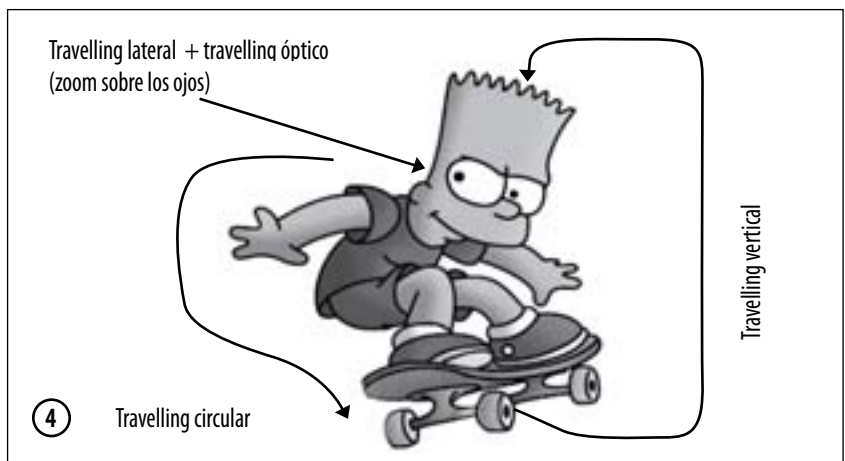 Travelling lateral + travelling óptico
(zoom sobre los ojos)
Travelling vertical
4
Travelling circular